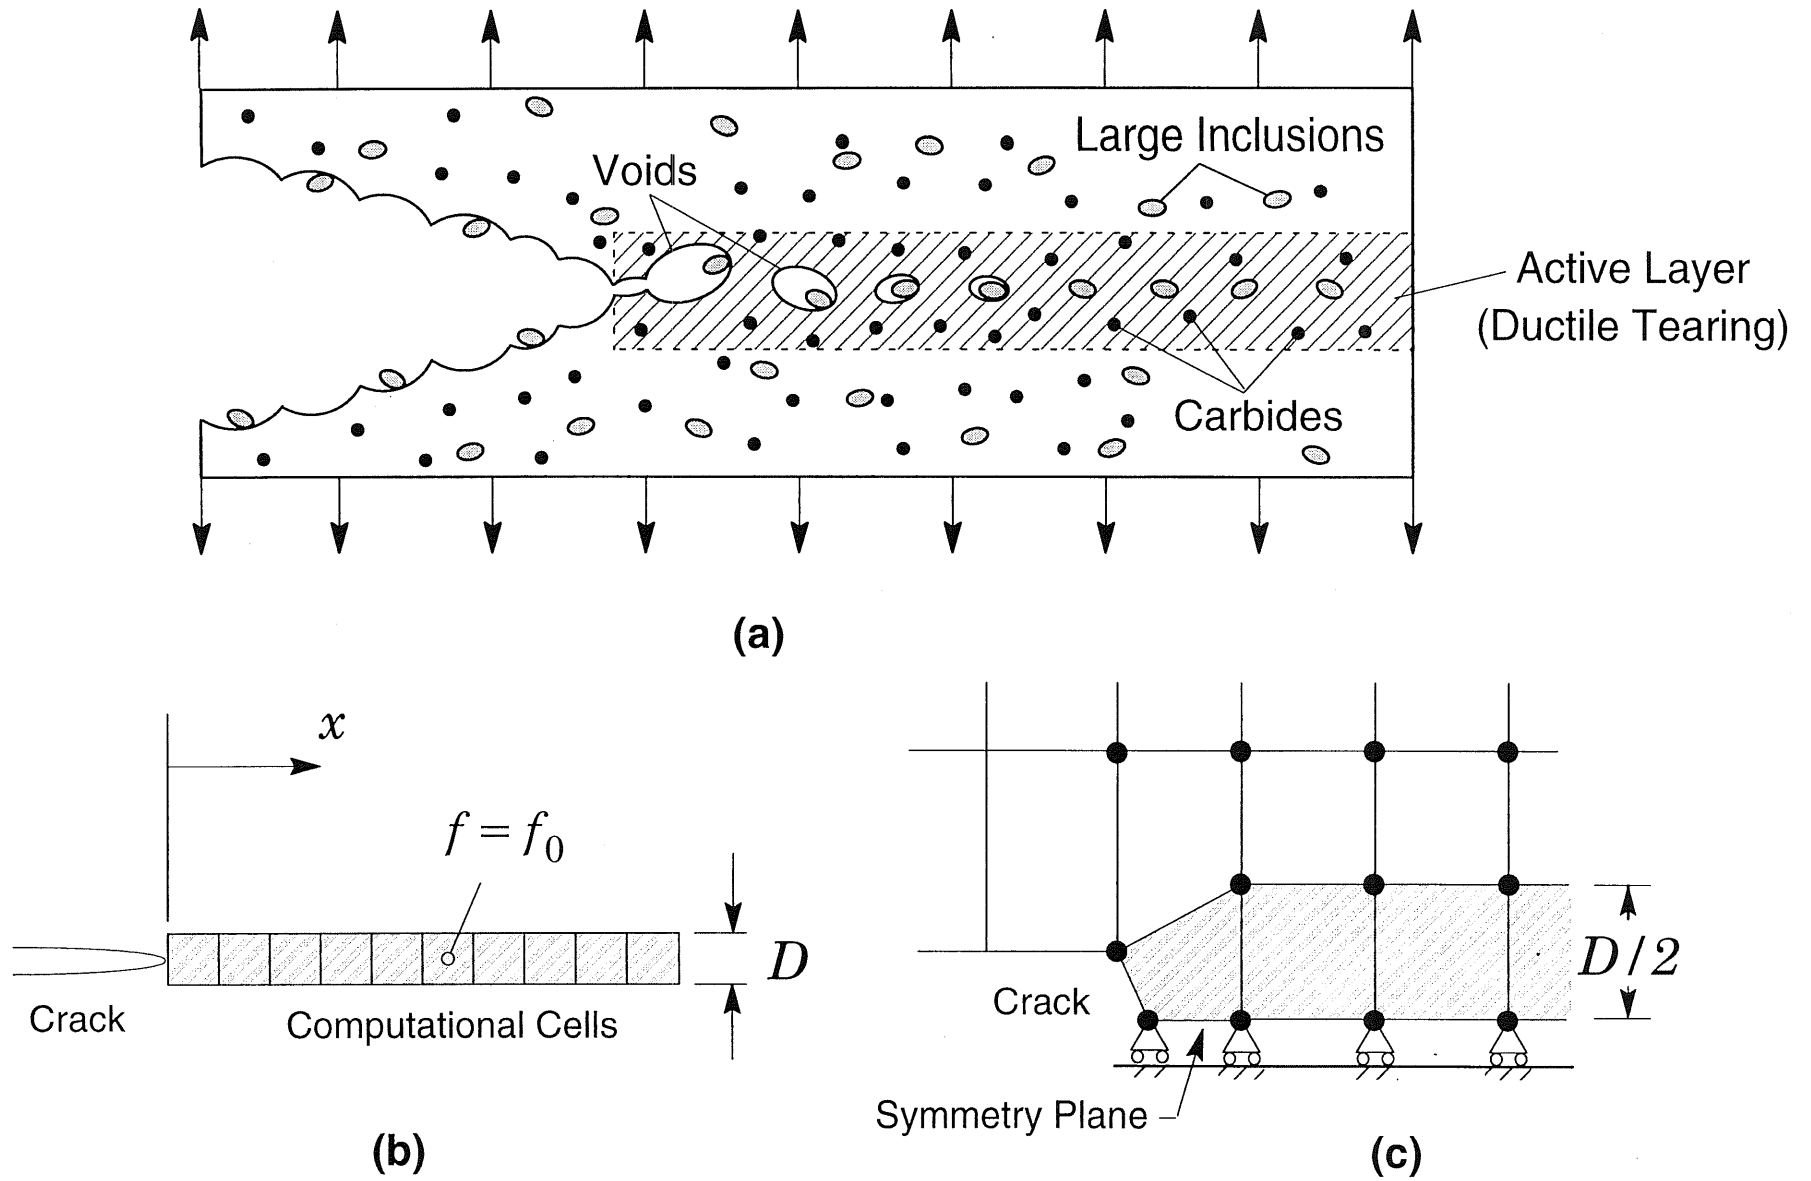 Large Inclusions
Voids
Active Layer
(Ductile Tearing)
Carbides
(a)
x
f = f₀
D
Crack
Computational Cells
(b)
D/2
Crack
Symmetry Plane
(c)